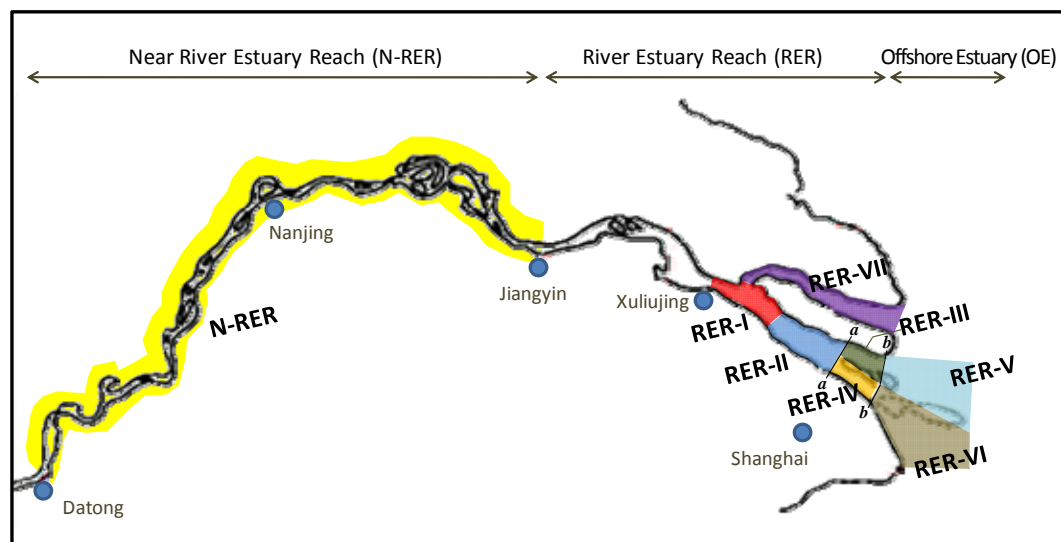 Near River Estuary Reach (N-RER)
River Estuary Reach (RER)
Offshore Estuary (OE)
Nanjing
Jiangyin
Xuliujing
N-RER
RER-VII
RER-III
RER-I
a
b
RER-II
RER-V
a
RER-IV
b
Shanghai
RER-VI
Datong